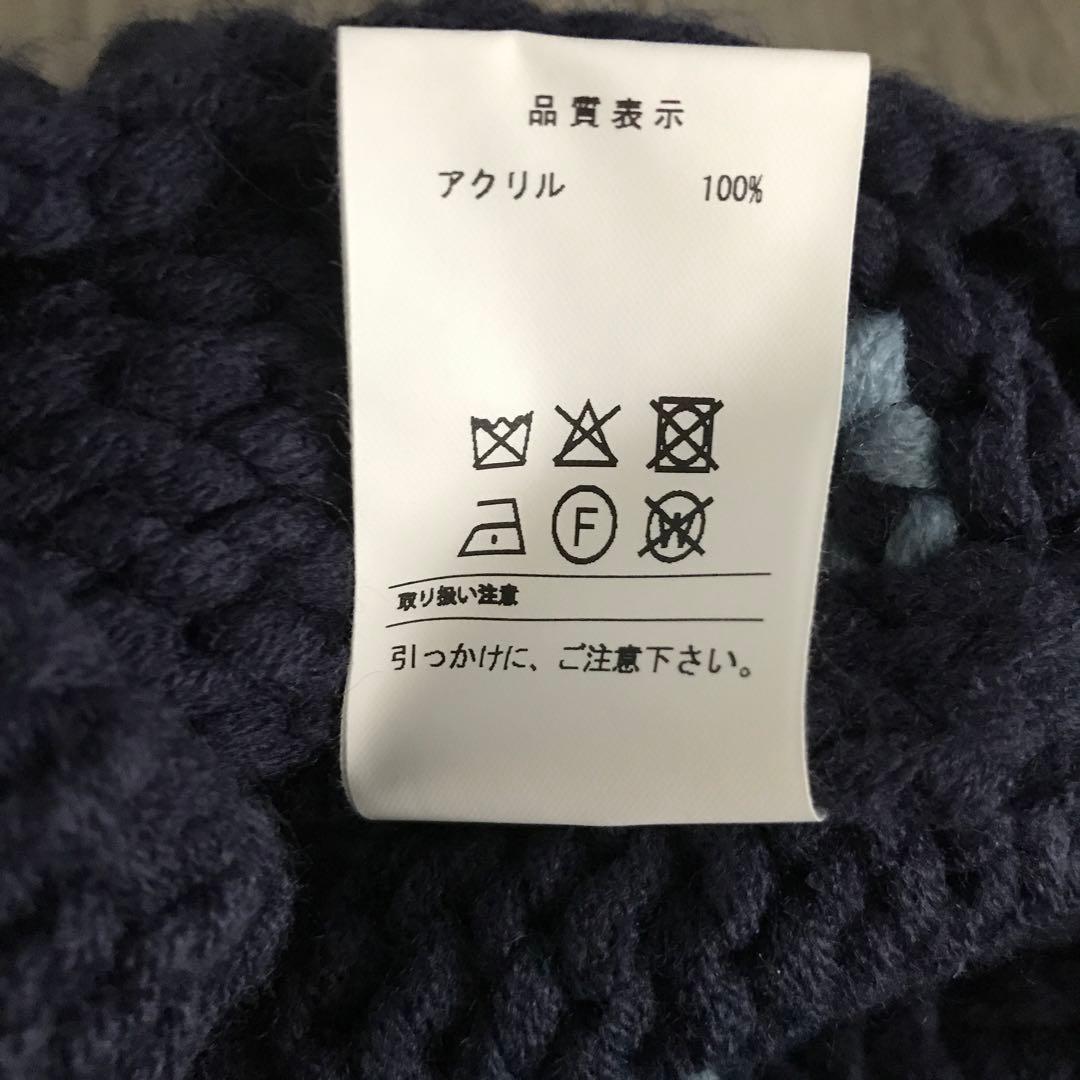 品質表示
アクリル 100%
F W
取り扱い注意
引っかけに、ご注意下さい。